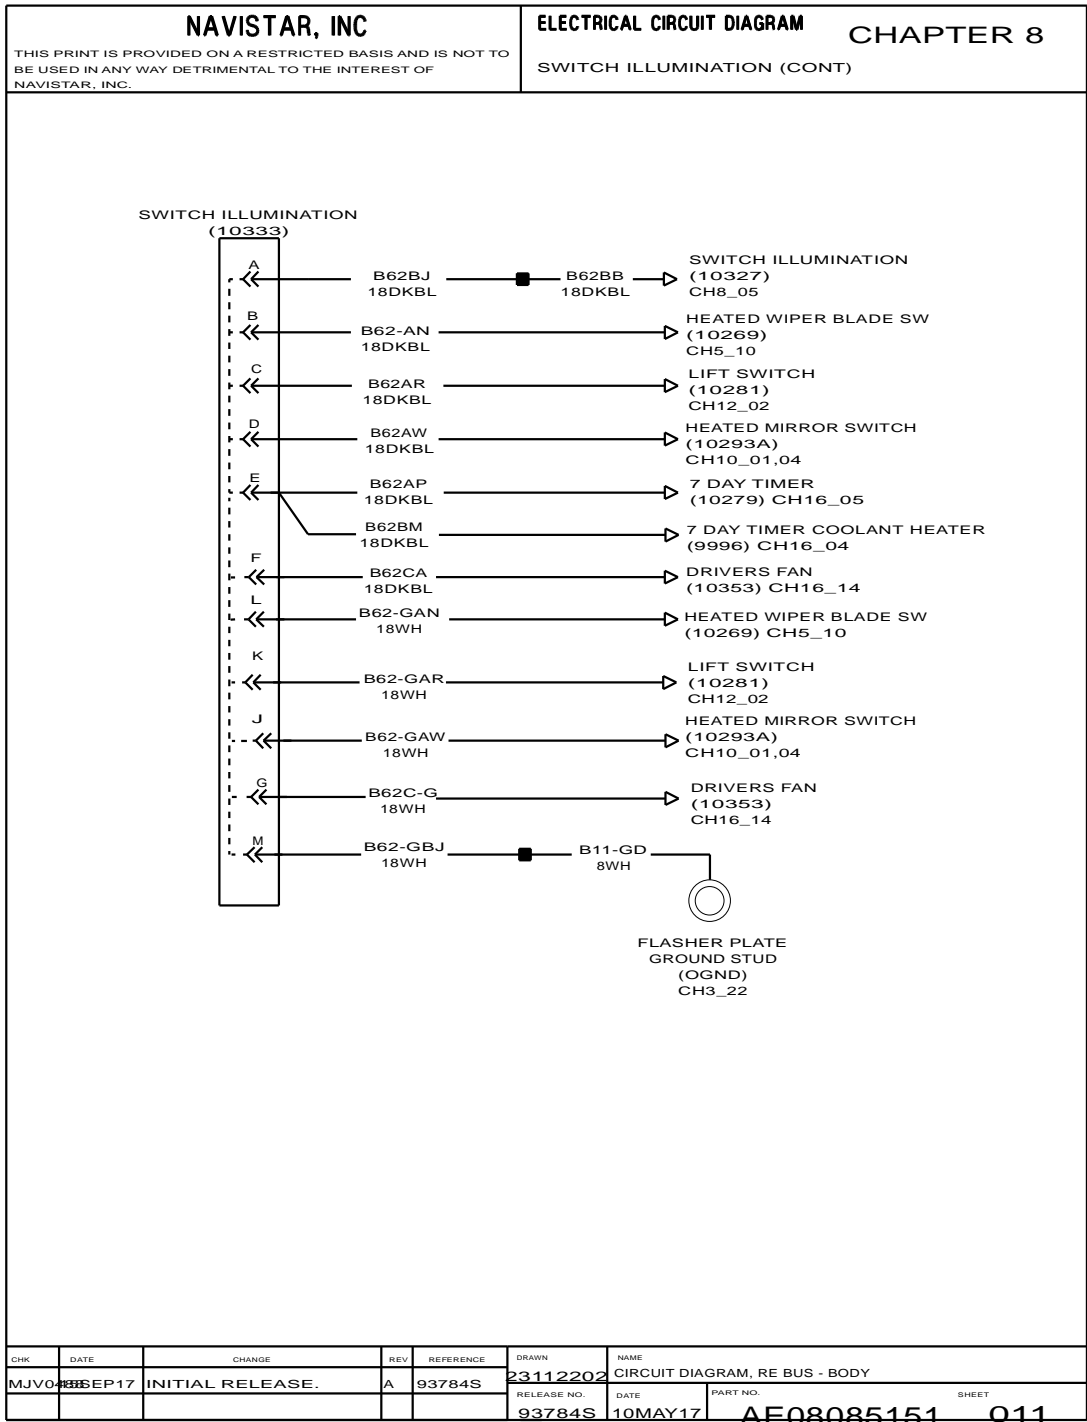 NAVISTAR, INC
THIS PRINT IS PROVIDED ON A RESTRICTED BASIS AND IS NOT TO
BE USED IN ANY WAY DETRIMENTAL TO THE INTEREST OF
NAVISTAR, INC.
ELECTRICAL CIRCUIT DIAGRAM
CHAPTER 8
SWITCH ILLUMINATION (CONT)
SWITCH ILLUMINATION
(10333)
A
B62BJ
18DKBL
B62BB
18DKBL
SWITCH ILLUMINATION
(10327)
CH8_05
B
B62-AN
18DKBL
HEATED WIPER BLADE SW
(10269)
CH5_10
C
B62AR
18DKBL
LIFT SWITCH
(10281)
CH12_02
D
B62AW
18DKBL
HEATED MIRROR SWITCH
(10293A)
CH10_01,04
E
B62AP
18DKBL
7 DAY TIMER
(10279) CH16_05
B62BM
18DKBL
7 DAY TIMER COOLANT HEATER
(9996) CH16_04
F
B62CA
18DKBL
DRIVERS FAN
(10353) CH16_14
L
B62-GAN
18WH
HEATED WIPER BLADE SW
(10269) CH5_10
K
B62-GAR
18WH
LIFT SWITCH
(10281)
CH12_02
J
B62-GAW
18WH
HEATED MIRROR SWITCH
(10293A)
CH10_01,04
G
B62C-G
18WH
DRIVERS FAN
(10353)
CH16_14
M
B62-GBJ
18WH
B11-GD
8WH
FLASHER PLATE
GROUND STUD
(OGND)
CH3_22
CHK DATE CHANGE REV REFERENCE
INITIAL RELEASE. A 93784S
DRAWN
23112202
NAME
CIRCUIT DIAGRAM, RE BUS - BODY
RELEASE NO.
93784S
DATE
10MAY17
PART NO.
AE08085151
SHEET
011